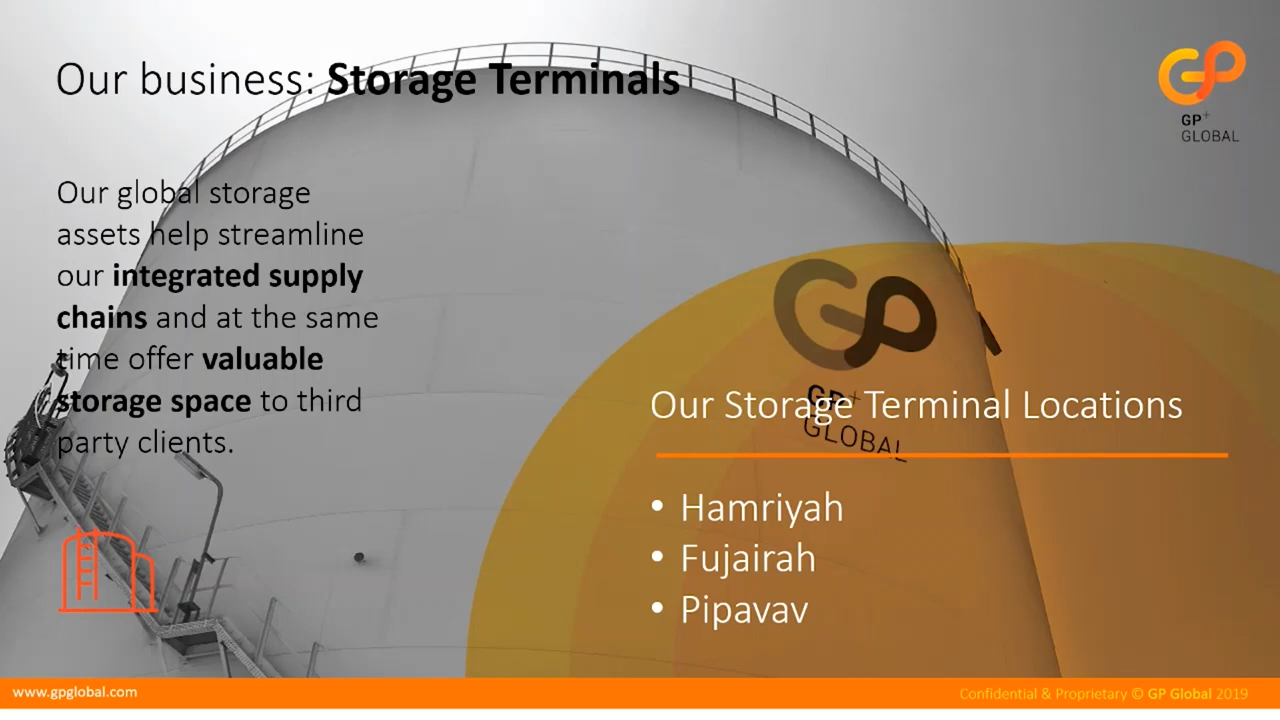 Our business: Storage Terminals
GP+
GLOBAL
Our global storage
assets help streamline
our integrated supply
chains and at the same
time offer valuable
storage space to third
party clients.
GP+
GLOBAL
Our Storage Terminal Locations
• Hamriyah
• Fujairah
• Pipavav
www.gpglobal.com
Confidential & Proprietary © GP Global 2019